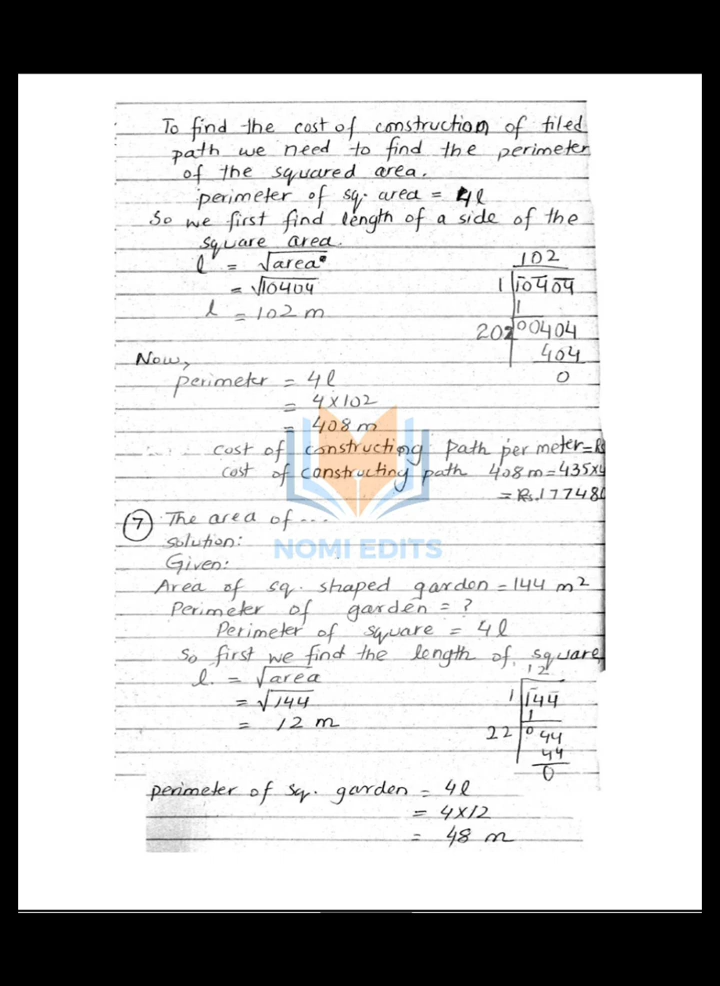 To find the cost of construction of tiled
path we need to find the perimeter
of the squared area.
perimeter of sq. area = 4l
So we first find length of a side of the
square area.
l = √area
= √10404
l = 102 m
102
1 10404
1
202 00404
404
0
Now,
perimeter = 4l
= 4×102
= 408 m
cost of constructing path per meter=R
cost of constructing path 408m=435×4
= Rs.177480
7 The area of ...
Solution:
Given:
Area of sq. shaped garden = 144 m²
Perimeter of garden = ?
Perimeter of square = 4l
So first we find the length of square
l. = √area
= √144
= 12 m
12
1 144
1
22 044
44
0
perimeter of sq. garden = 4l
= 4×12
= 48 m
NOMI EDITS